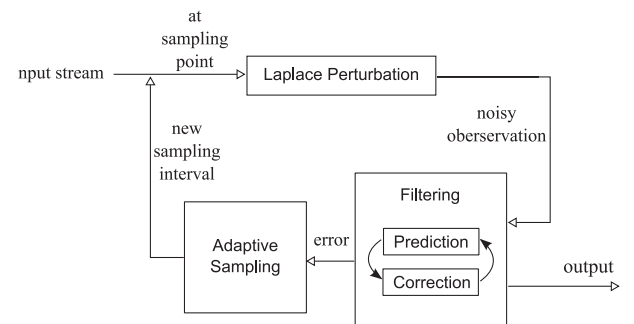 at
sampling
point
nput stream
Laplace Perturbation
noisy
oberservation
new
sampling
interval
Filtering
Adaptive
Sampling
error
Prediction
Correction
output